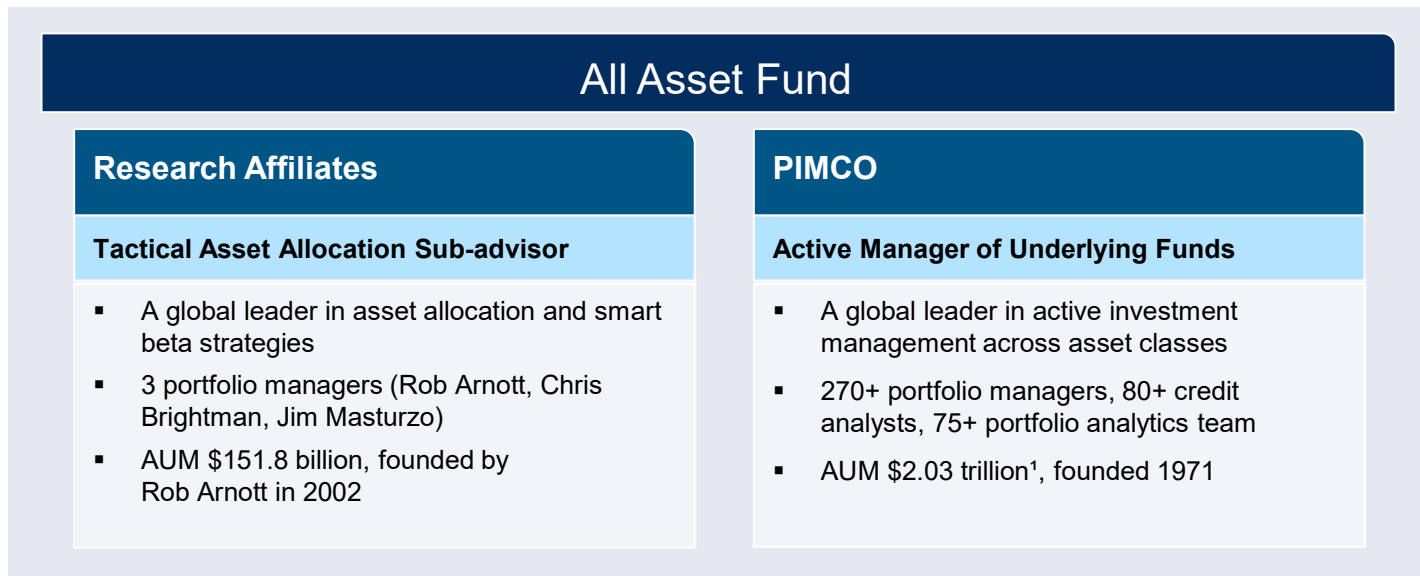 All Asset Fund
Research Affiliates
Tactical Asset Allocation Sub-advisor
▪ A global leader in asset allocation and smart
beta strategies
▪ 3 portfolio managers (Rob Arnott, Chris
Brightman, Jim Masturzo)
▪ AUM $151.8 billion, founded by
Rob Arnott in 2002
PIMCO
Active Manager of Underlying Funds
▪ A global leader in active investment
management across asset classes
▪ 270+ portfolio managers, 80+ credit
analysts, 75+ portfolio analytics team
▪ AUM $2.03 trillion¹, founded 1971